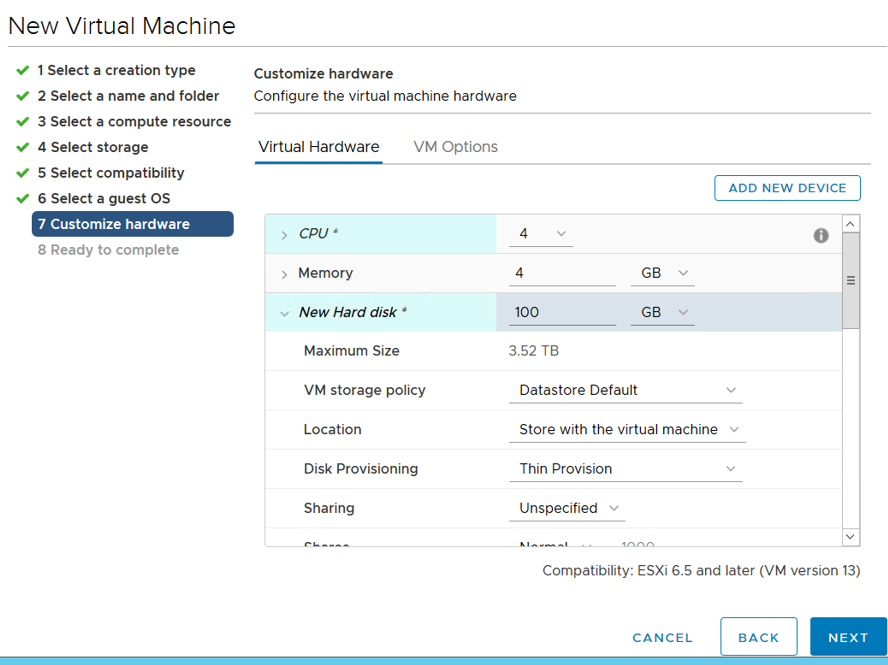 New Virtual Machine
1 Select a creation type
2 Select a name and folder
3 Select a compute resource
4 Select storage
5 Select compatibility
6 Select a guest OS
7 Customize hardware
8 Ready to complete
Customize hardware
Configure the virtual machine hardware
Virtual Hardware VM Options
ADD NEW DEVICE
CPU * 4
Memory 4 GB
New Hard disk * 100 GB
Maximum Size 3.52 TB
VM storage policy Datastore Default
Location Store with the virtual machine
Disk Provisioning Thin Provision
Sharing Unspecified
Shares Normal 1000
Compatibility: ESXi 6.5 and later (VM version 13)
CANCEL BACK NEXT